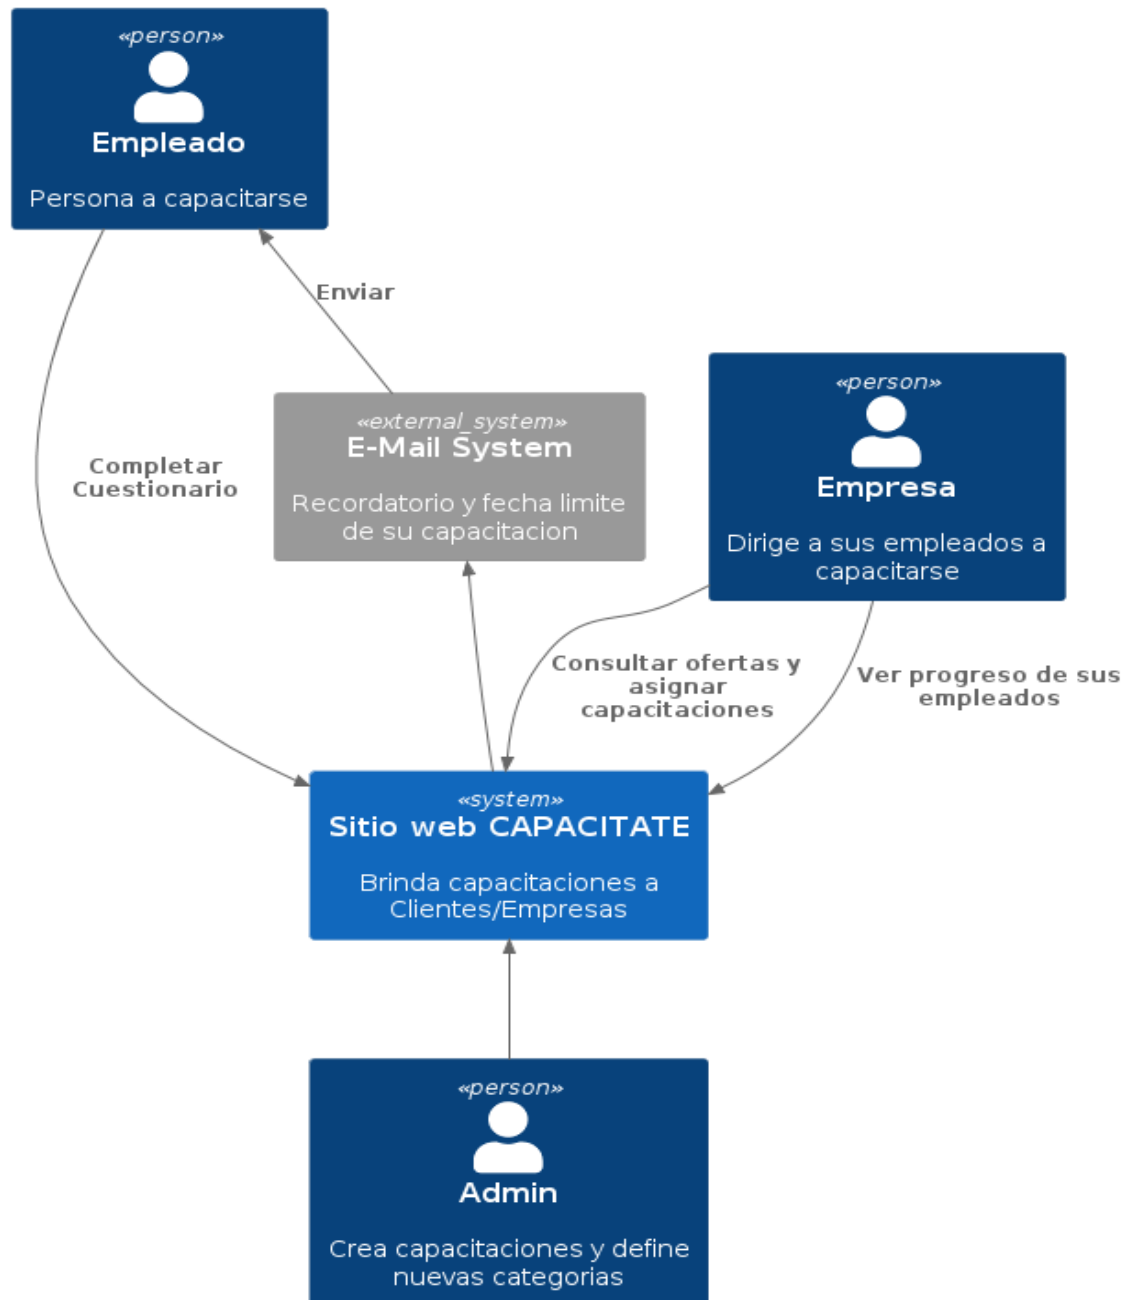 «person»
Empleado
Persona a capacitarse
Enviar
«external_system»
E-Mail System
Recordatorio y fecha limite
de su capacitacion
«person»
Empresa
Dirige a sus empleados a
capacitarse
Completar
Cuestionario
Consultar ofertas y
asignar
capacitaciones
Ver progreso de sus
empleados
«system»
Sitio web CAPACITATE
Brinda capacitaciones a
Clientes/Empresas
«person»
Admin
Crea capacitaciones y define
nuevas categorias